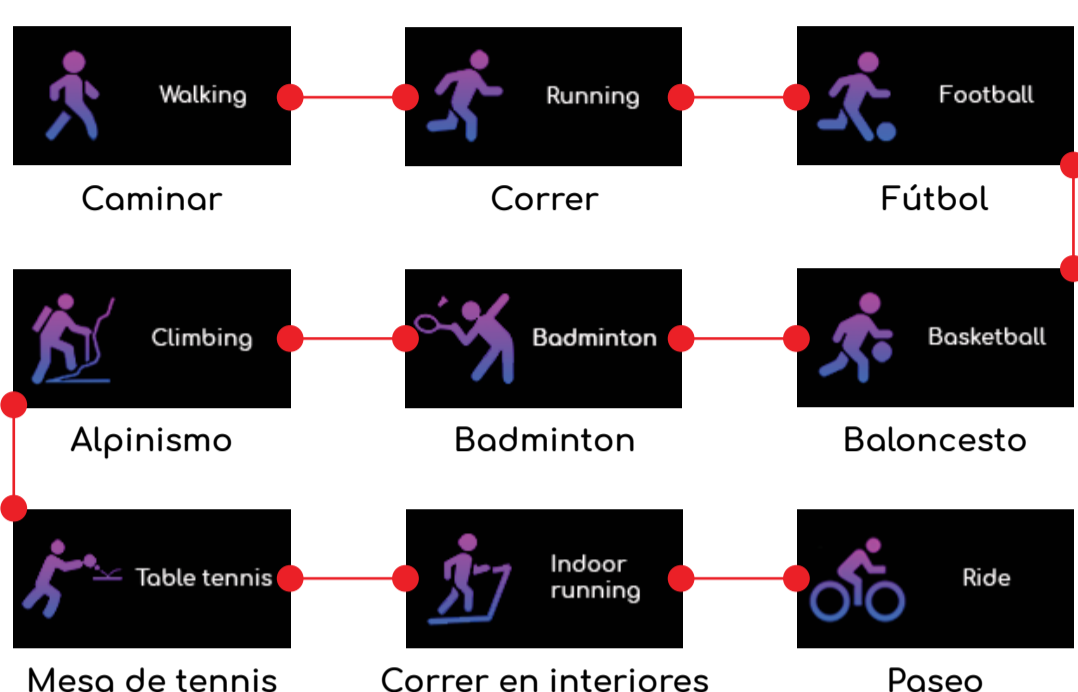 Walking
Running
Football
Caminar
Correr
Fútbol
Climbing
Badminton
Basketball
Alpinismo
Badminton
Baloncesto
Table tennis
Indoor
running
Ride
Mesa de tennis
Correr en interiores
Paseo